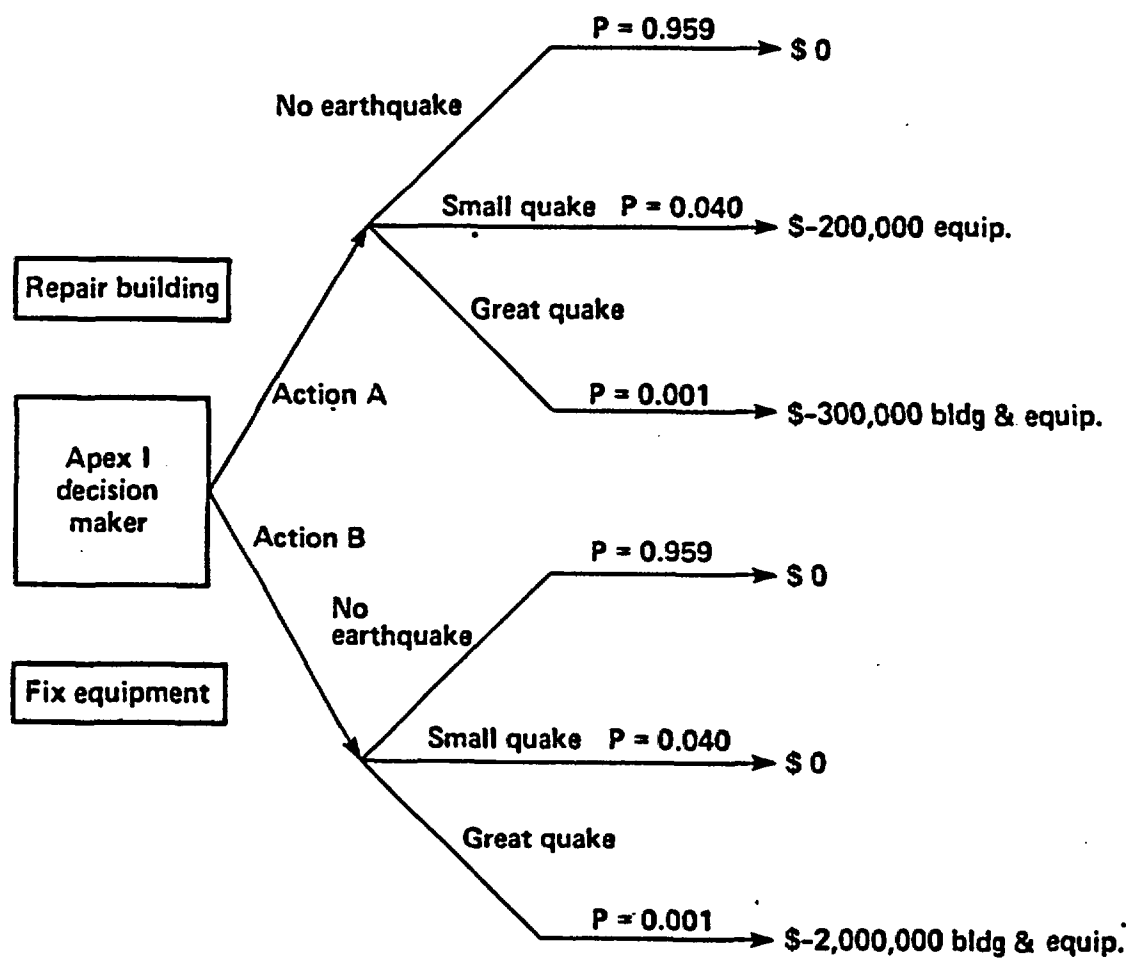 P = 0.959
$ 0
No earthquake
Small quake P = 0.040
$-200,000 equip.
Repair building
Great quake
Action A
P = 0.001
$-300,000 bldg & equip.
Apex I
decision
maker
Action B
P = 0.959
$ 0
No
earthquake
Fix equipment
Small quake P = 0.040
$ 0
Great quake
P = 0.001
$-2,000,000 bldg & equip.